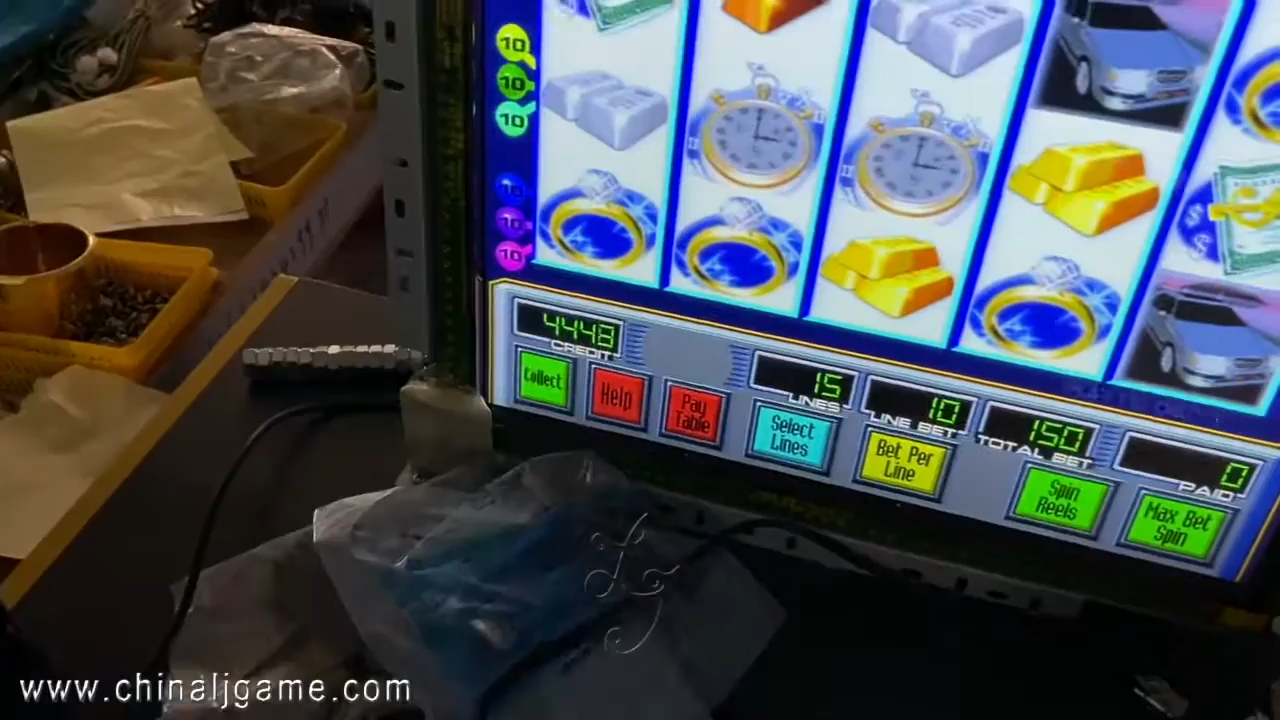 10
10
10
10
10
10
4448
CREDIT
15
LINES
10
LINE BET
150
TOTAL BET
0
PAID
Collect
Help
Pay
Table
Select
Lines
Bet Per
Line
Spin
Reels
Max Bet
Spin
www.chinaljgame.com